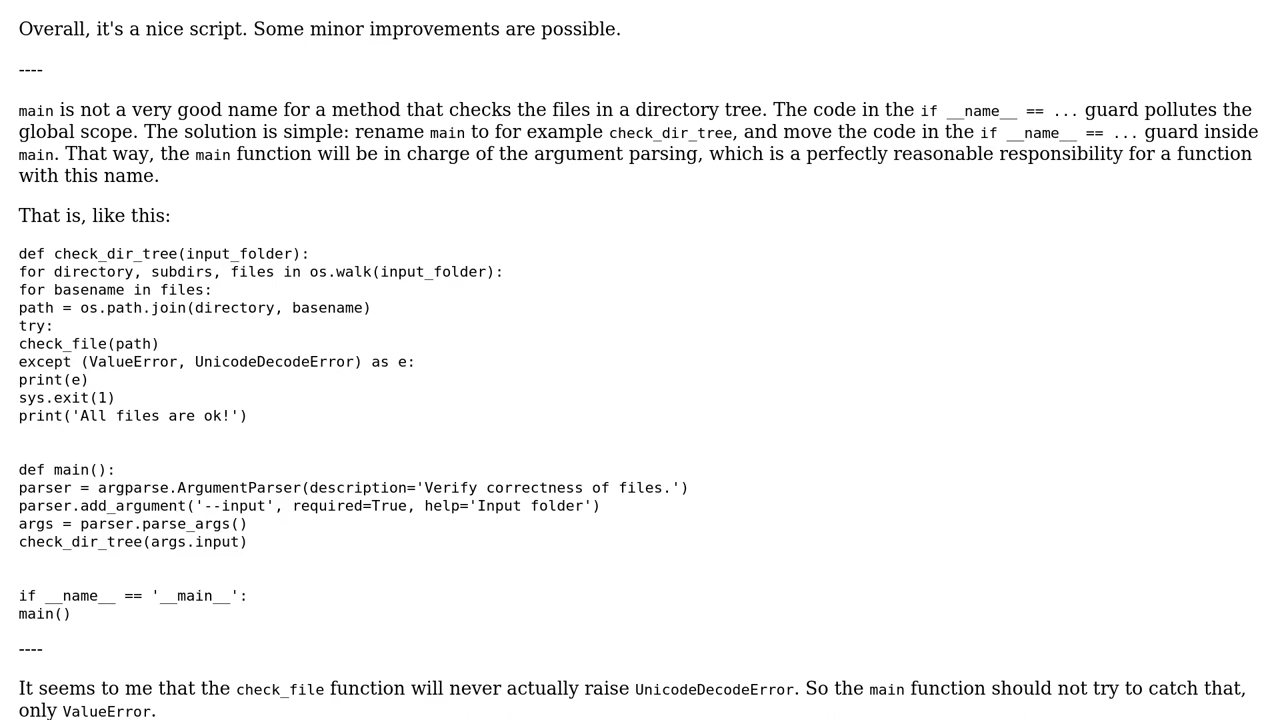 Overall, it's a nice script. Some minor improvements are possible.
----
main is not a very good name for a method that checks the files in a directory tree. The code in the if __name__ == ... guard pollutes the
global scope. The solution is simple: rename main to for example check_dir_tree, and move the code in the if __name__ == ... guard inside
main. That way, the main function will be in charge of the argument parsing, which is a perfectly reasonable responsibility for a function
with this name.
That is, like this:
def check_dir_tree(input_folder):
for directory, subdirs, files in os.walk(input_folder):
for basename in files:
path = os.path.join(directory, basename)
try:
check_file(path)
except (ValueError, UnicodeDecodeError) as e:
print(e)
sys.exit(1)
print('All files are ok!')
def main():
parser = argparse.ArgumentParser(description='Verify correctness of files.')
parser.add_argument('--input', required=True, help='Input folder')
args = parser.parse_args()
check_dir_tree(args.input)
if __name__ == '__main__':
main()
----
It seems to me that the check_file function will never actually raise UnicodeDecodeError. So the main function should not try to catch that,
only ValueError.